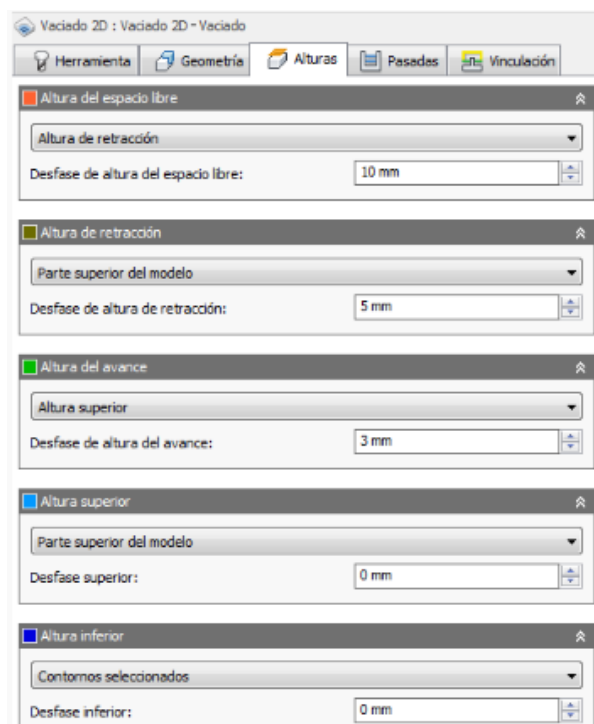 Vaciado 2D : Vaciado 2D - Vaciado
Herramienta Geometría Alturas Pasadas Vinculación
Altura del espacio libre
Altura de retracción
Desfase de altura del espacio libre: 10 mm
Altura de retracción
Parte superior del modelo
Desfase de altura de retracción: 5 mm
Altura del avance
Altura superior
Desfase de altura del avance: 3 mm
Altura superior
Parte superior del modelo
Desfase superior: 0 mm
Altura inferior
Contornos seleccionados
Desfase inferior: 0 mm